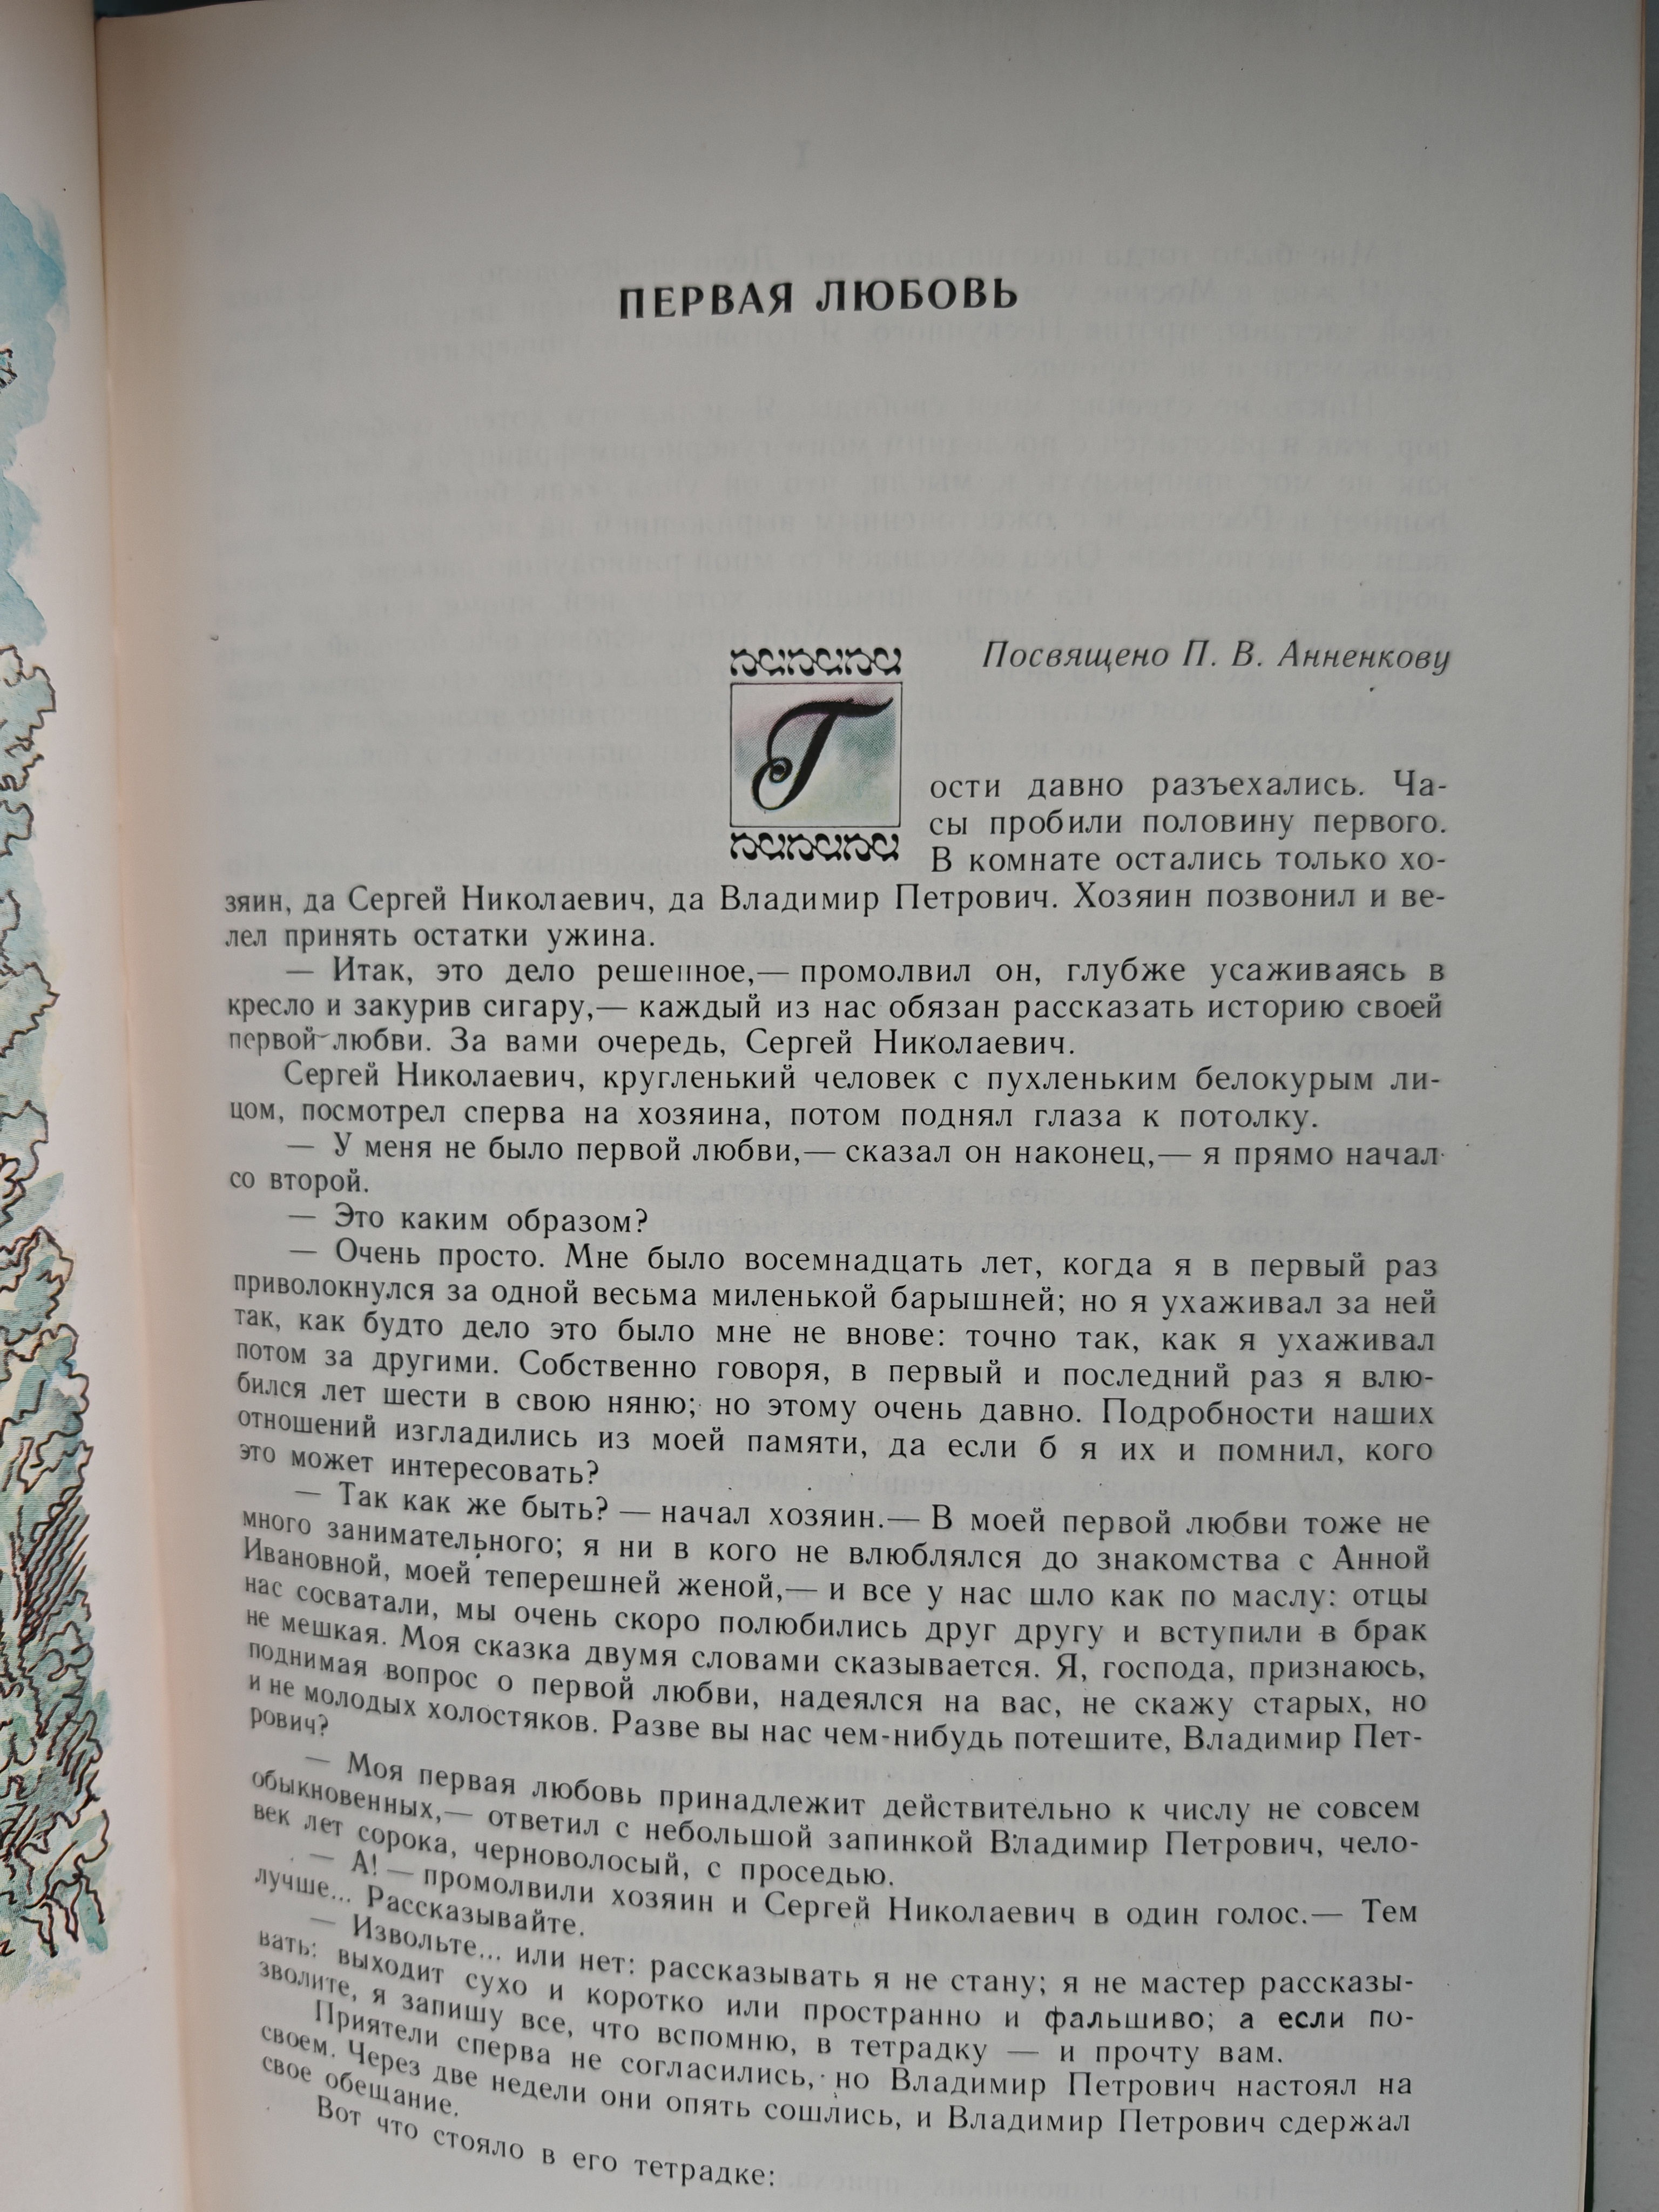 ПЕРВАЯ ЛЮБОВЬ
Посвящено П. В. Анненкову
Гости давно разъехались. Ча-
сы пробили половину первого.
В комнате остались только хо-
зяин, да Сергей Николаевич, да Владимир Петрович. Хозяин позвонил и ве-
лел принять остатки ужина.
— Итак, это дело решенное,— промолвил он, глубже усаживаясь в
кресло и закурив сигару,— каждый из нас обязан рассказать историю своей
первой любви. За вами очередь, Сергей Николаевич.
Сергей Николаевич, кругленький человек с пухленьким белокурым ли-
цом, посмотрел сперва на хозяина, потом поднял глаза к потолку.
— У меня не было первой любви,— сказал он наконец,— я прямо начал
со второй.
— Это каким образом?
— Очень просто. Мне было восемнадцать лет, когда я в первый раз
приволокнулся за одной весьма миленькой барышней; но я ухаживал за ней
так, как будто дело это было мне не внове: точно так, как я ухаживал
потом за другими. Собственно говоря, в первый и последний раз я влю-
бился лет шести в свою няню; но этому очень давно. Подробности наших
отношений изгладились из моей памяти, да если б я их и помнил, кого
это может интересовать?
— Так как же быть? — начал хозяин.— В моей первой любви тоже не
много занимательного; я ни в кого не влюблялся до знакомства с Анной
Ивановной, моей теперешней женой,— и все у нас шло как по маслу: отцы
нас сосватали, мы очень скоро полюбились друг другу и вступили в брак
не мешкая. Моя сказка двумя словами сказывается. Я, господа, признаюсь,
поднимая вопрос о первой любви, надеялся на вас, не скажу старых, но
и не молодых холостяков. Разве вы нас чем-нибудь потешите, Владимир Пет-
рович?
— Моя первая любовь принадлежит действительно к числу не совсем
обыкновенных,— ответил с небольшой запинкой Владимир Петрович, чело-
век лет сорока, черноволосый, с проседью.
— А! — промолвили хозяин и Сергей Николаевич в один голос.— Тем
лучше... Рассказывайте.
— Извольте... или нет: рассказывать я не стану; я не мастер рассказы-
вать: выходит сухо и коротко или пространно и фальшиво; а если по-
зволите, я запишу все, что вспомню, в тетрадку — и прочту вам.
Приятели сперва не согласились, но Владимир Петрович настоял на
своем. Через две недели они опять сошлись, и Владимир Петрович сдержал
свое обещание.
Вот что стояло в его тетрадке: